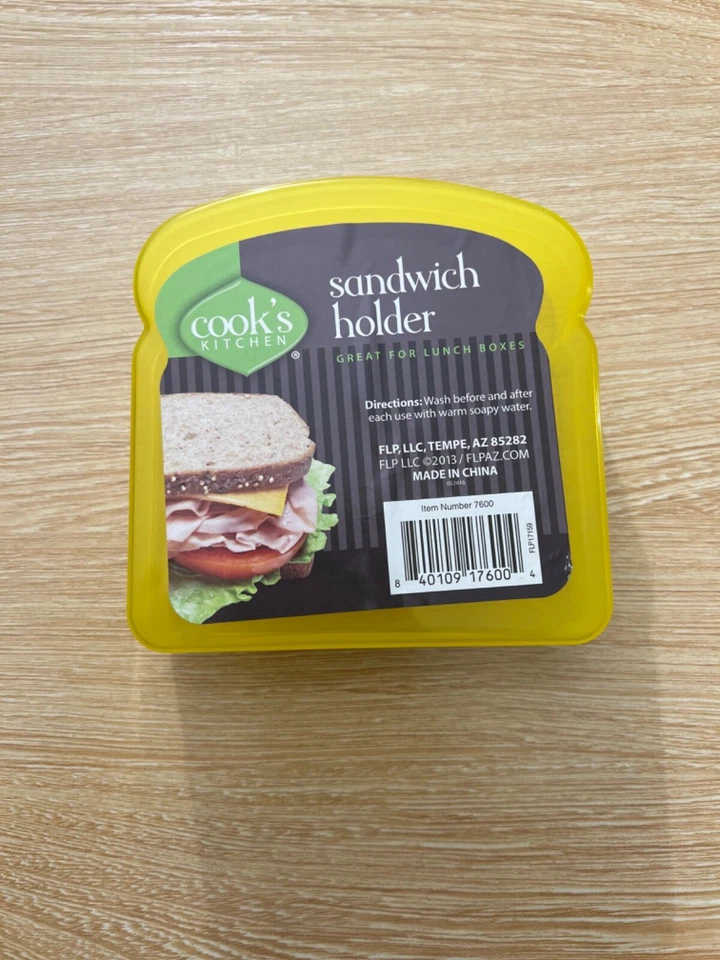 cook's
KITCHEN
®
sandwich
holder
GREAT FOR LUNCH BOXES
Directions: Wash before and after
each use with warm soapy water.
FLP, LLC, TEMPE, AZ 85282
FLP LLC ©2013 / FLPAZ.COM
MADE IN CHINA
Item Number 7600
FLP17159
8 40109 17600 4